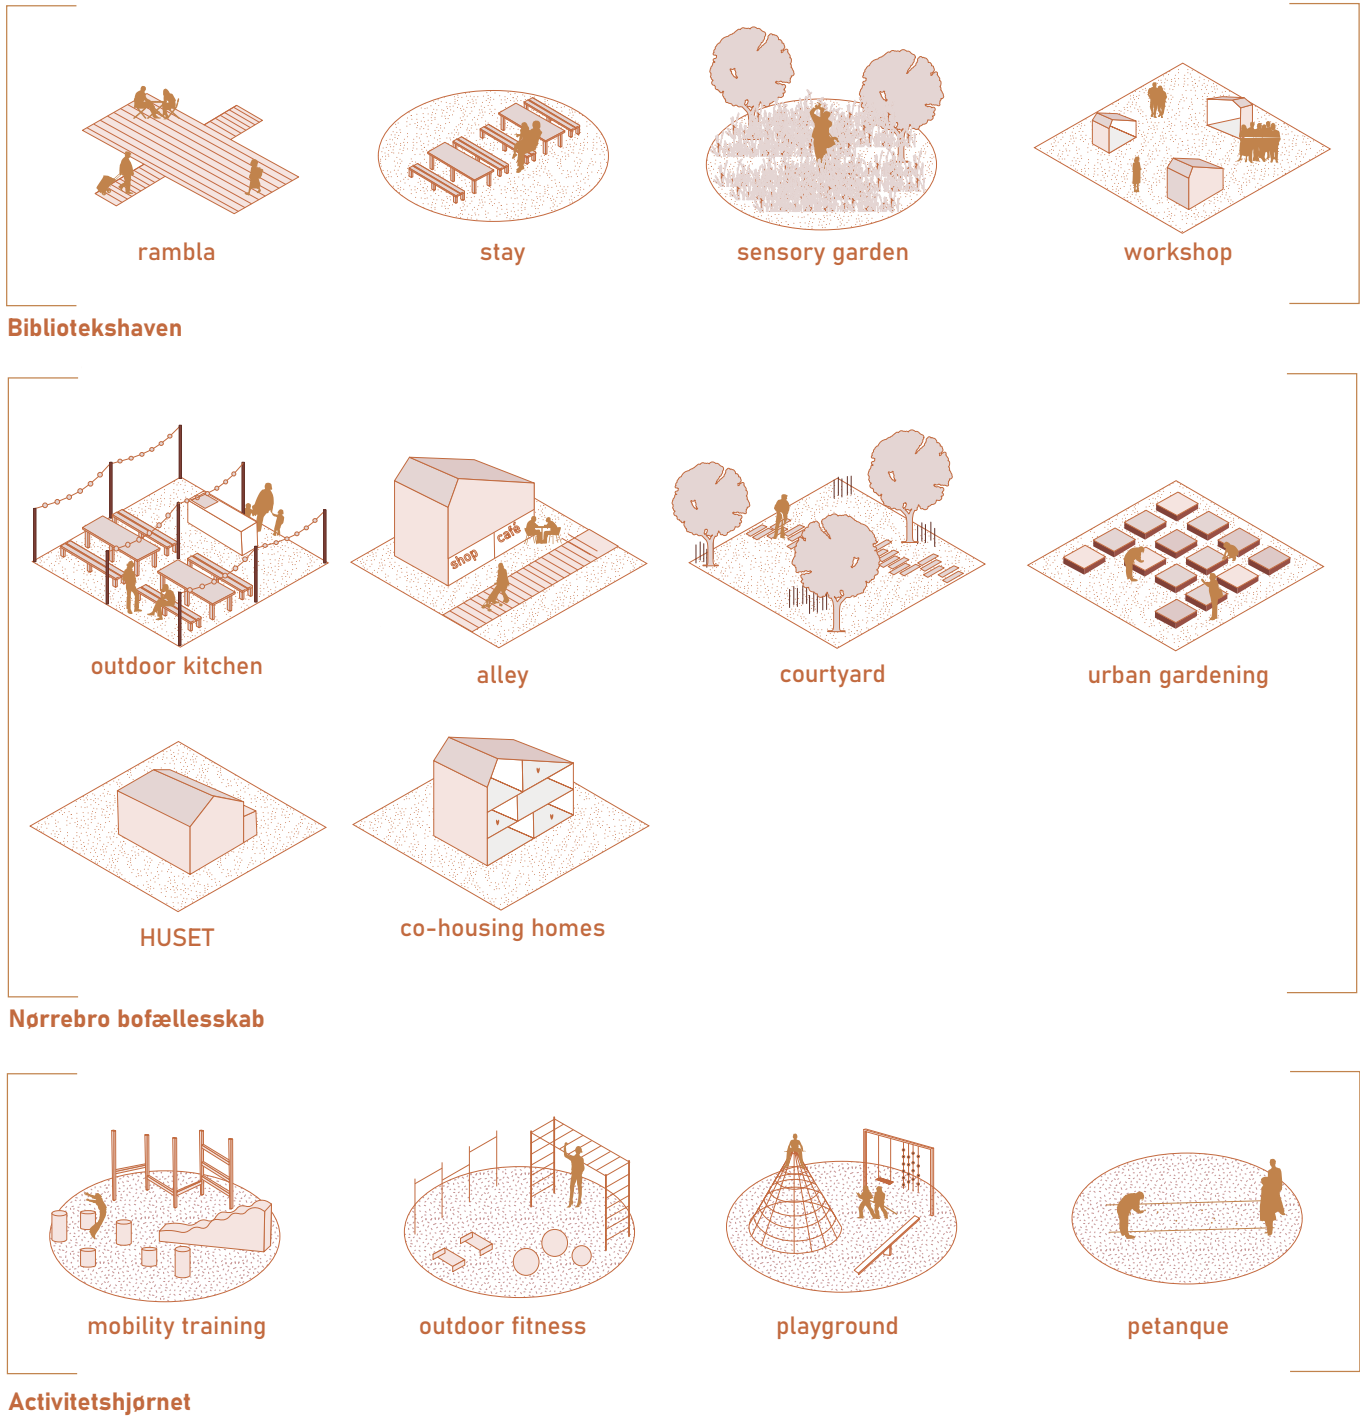 rambla
stay
sensory garden
workshop
Bibliotekshaven
shop
café
outdoor kitchen
alley
courtyard
urban gardening
HUSET
co-housing homes
Nørrebro bofællesskab
mobility training
outdoor fitness
playground
petanque
Activitetshjørnet